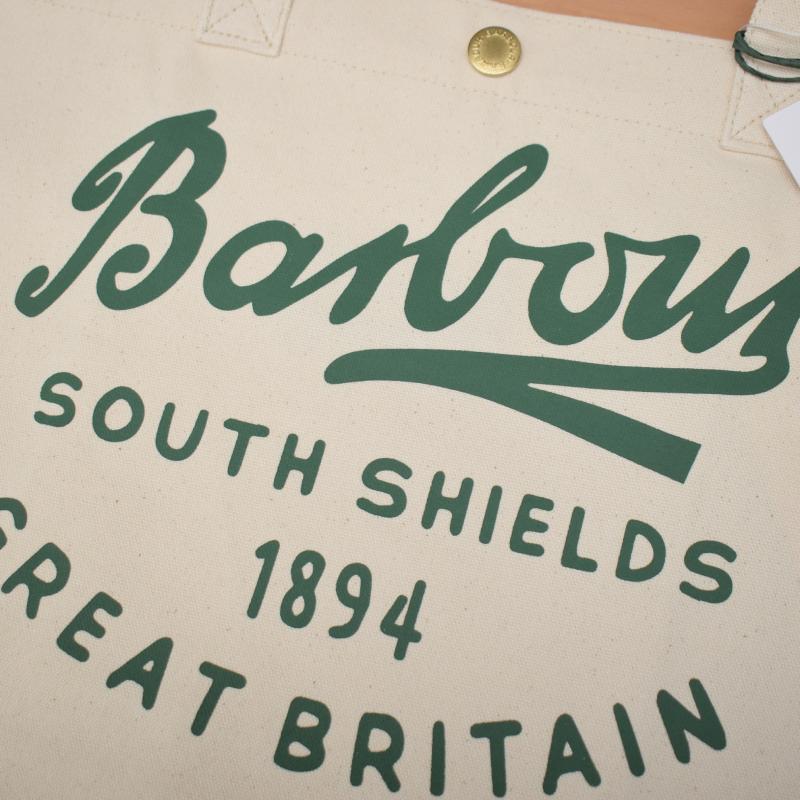 Barbour
SOUTH SHIELDS
1894
GREAT BRITAIN